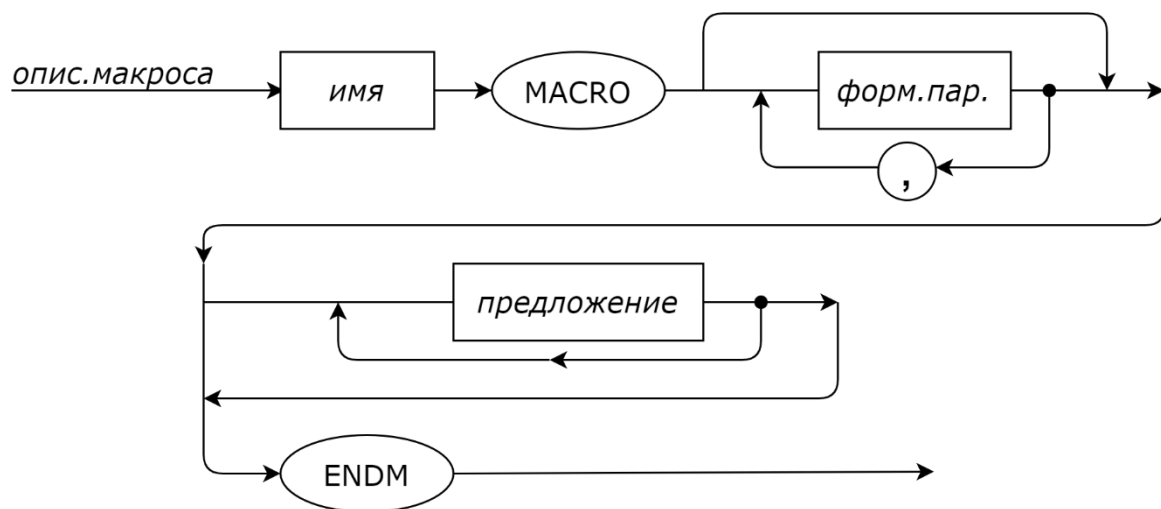 опис.макроса
имя
MACRO
форм.пар.
,
предложение
ENDM